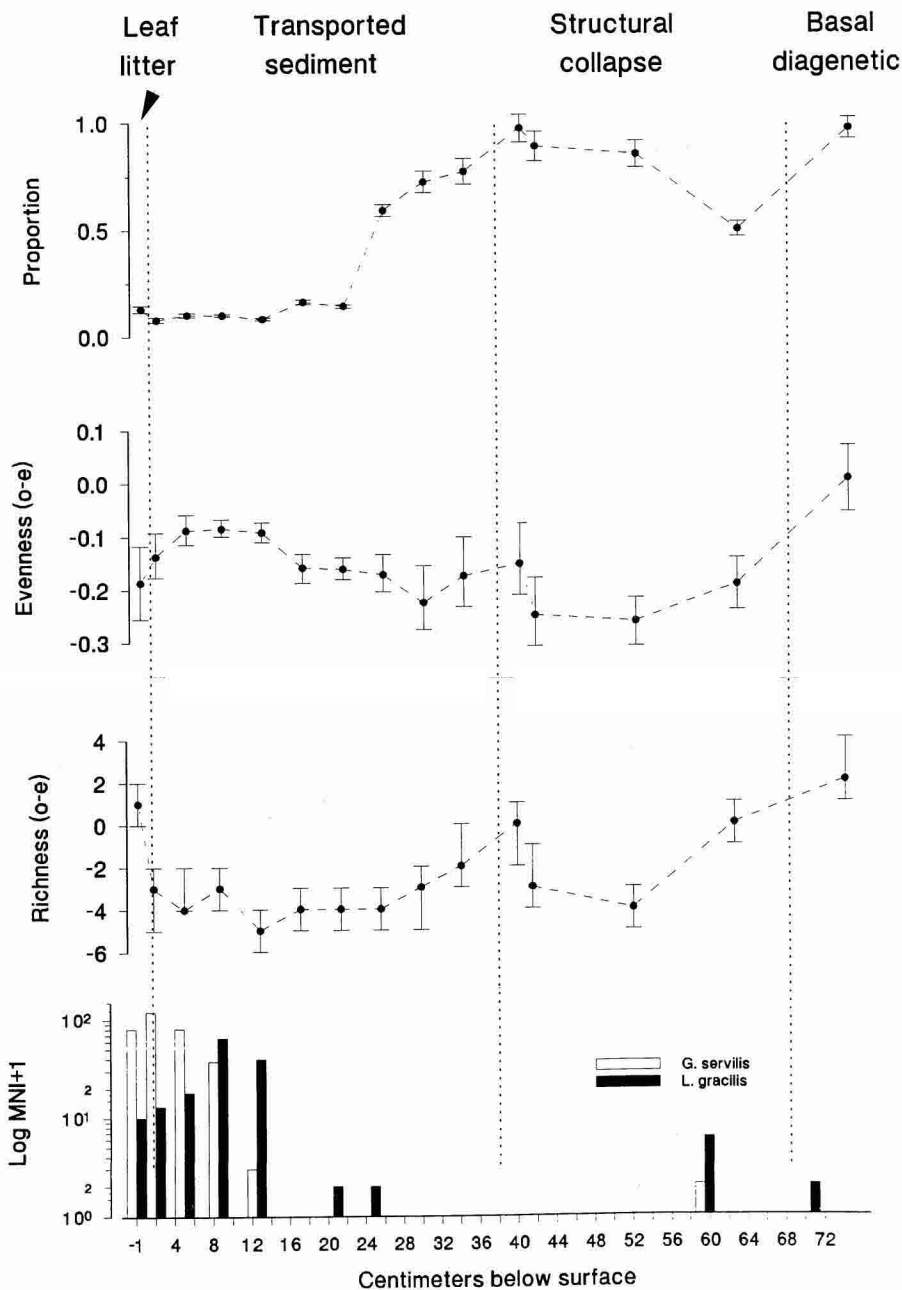 Leaf litter
Transported sediment
Structural collapse
Basal diagenetic
Proportion
1.0
0.5
0.0
Evenness (o-e)
0.1
0.0
-0.1
-0.2
-0.3
Richness (o-e)
4
2
0
-2
-4
-6
Log MNI+1
10²
2
10¹
2
10⁰
G. servilis
L. gracilis
-1 4 8 12 16 20 24 28 32 36 40 44 48 52 56 60 64 68 72
Centimeters below surface